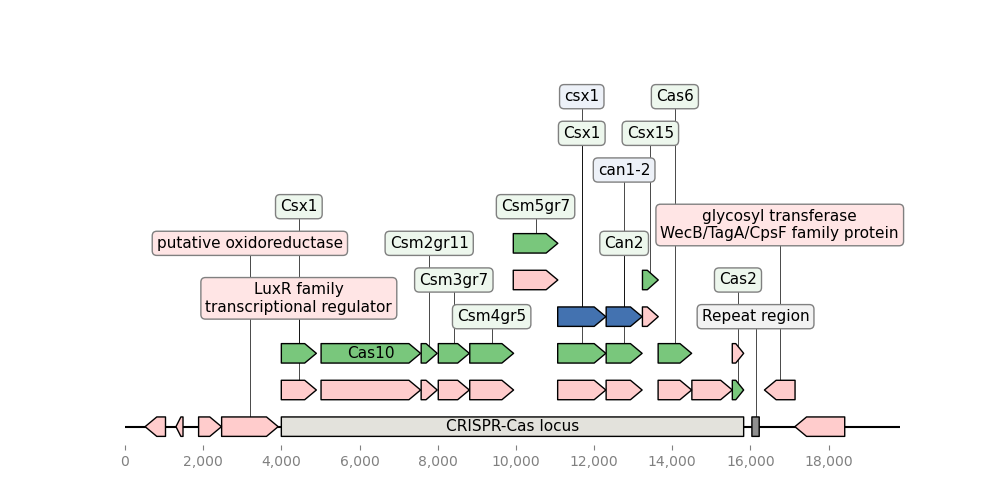 csx1
Cas6
Csx1
Csx15
can1-2
Csx1
Csm5gr7
glycosyl transferase
WecB/TagA/CpsF family protein
putative oxidoreductase
Csm2gr11
Can2
Csm3gr7
Cas2
LuxR family
transcriptional regulator
Csm4gr5
Repeat region
Cas10
CRISPR-Cas locus
0
2,000
4,000
6,000
8,000
10,000
12,000
14,000
16,000
18,000